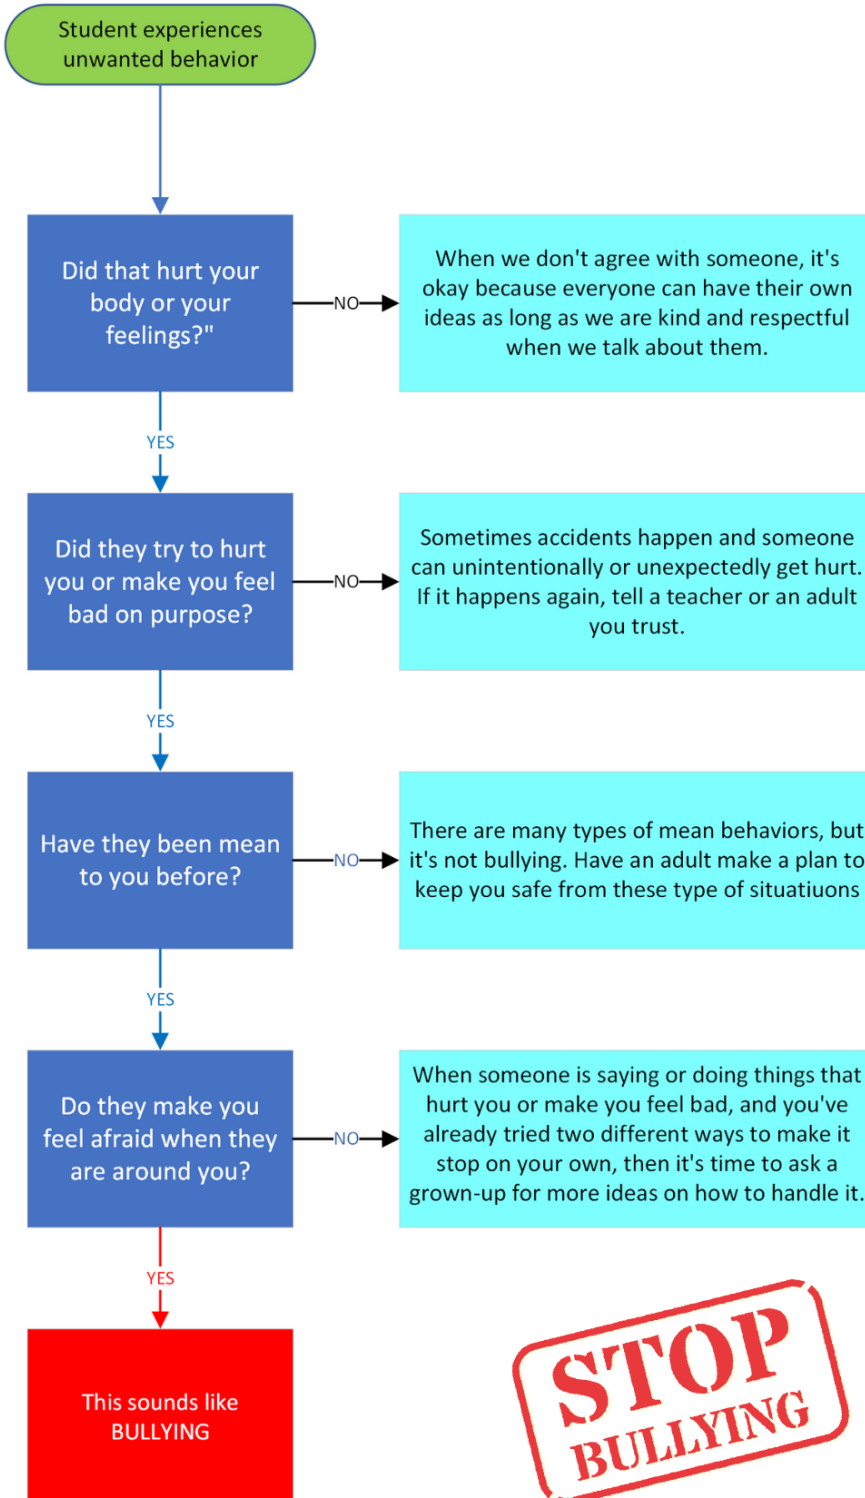 Student experiences
unwanted behavior
Did that hurt your
body or your
feelings?"
NO
When we don't agree with someone, it's
okay because everyone can have their own
ideas as long as we are kind and respectful
when we talk about them.
YES
Did they try to hurt
you or make you feel
bad on purpose?
NO
Sometimes accidents happen and someone
can unintentionally or unexpectedly get hurt.
If it happens again, tell a teacher or an adult
you trust.
YES
Have they been mean
to you before?
NO
There are many types of mean behaviors, but
it's not bullying. Have an adult make a plan to
keep you safe from these type of situatiuons
YES
Do they make you
feel afraid when they
are around you?
NO
When someone is saying or doing things that
hurt you or make you feel bad, and you've
already tried two different ways to make it
stop on your own, then it's time to ask a
grown-up for more ideas on how to handle it.
YES
This sounds like
BULLYING
STOP
BULLYING